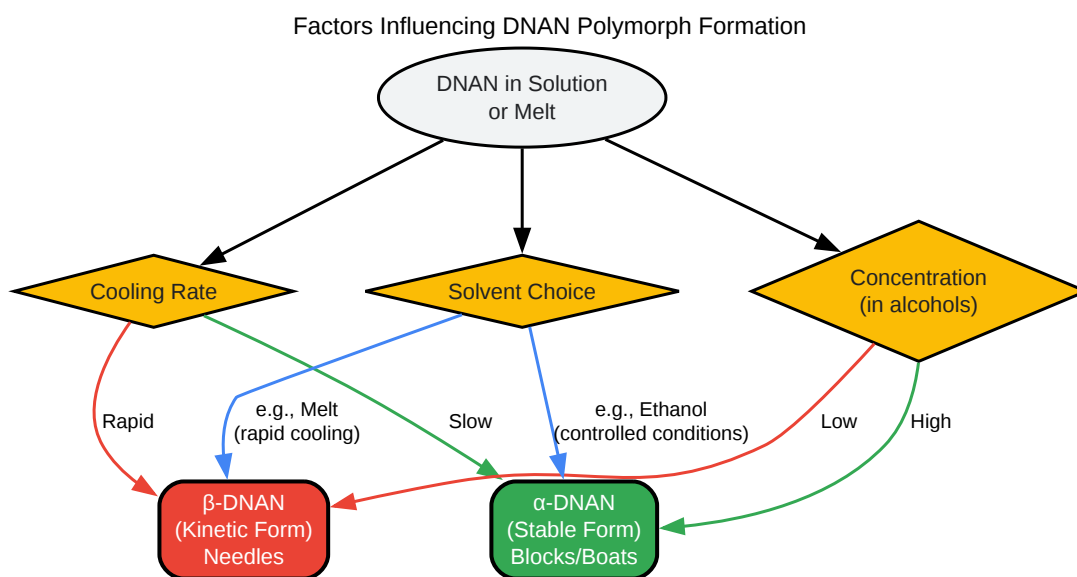 Factors Influencing DNAN Polymorph Formation
DNAN in Solution
or Melt
Cooling Rate
Solvent Choice
Concentration
(in alcohols)
Rapid
e.g., Melt
(rapid cooling)
Slow
e.g., Ethanol
(controlled conditions)
Low
High
β-DNAN
(Kinetic Form)
Needles
α-DNAN
(Stable Form)
Blocks/Boats